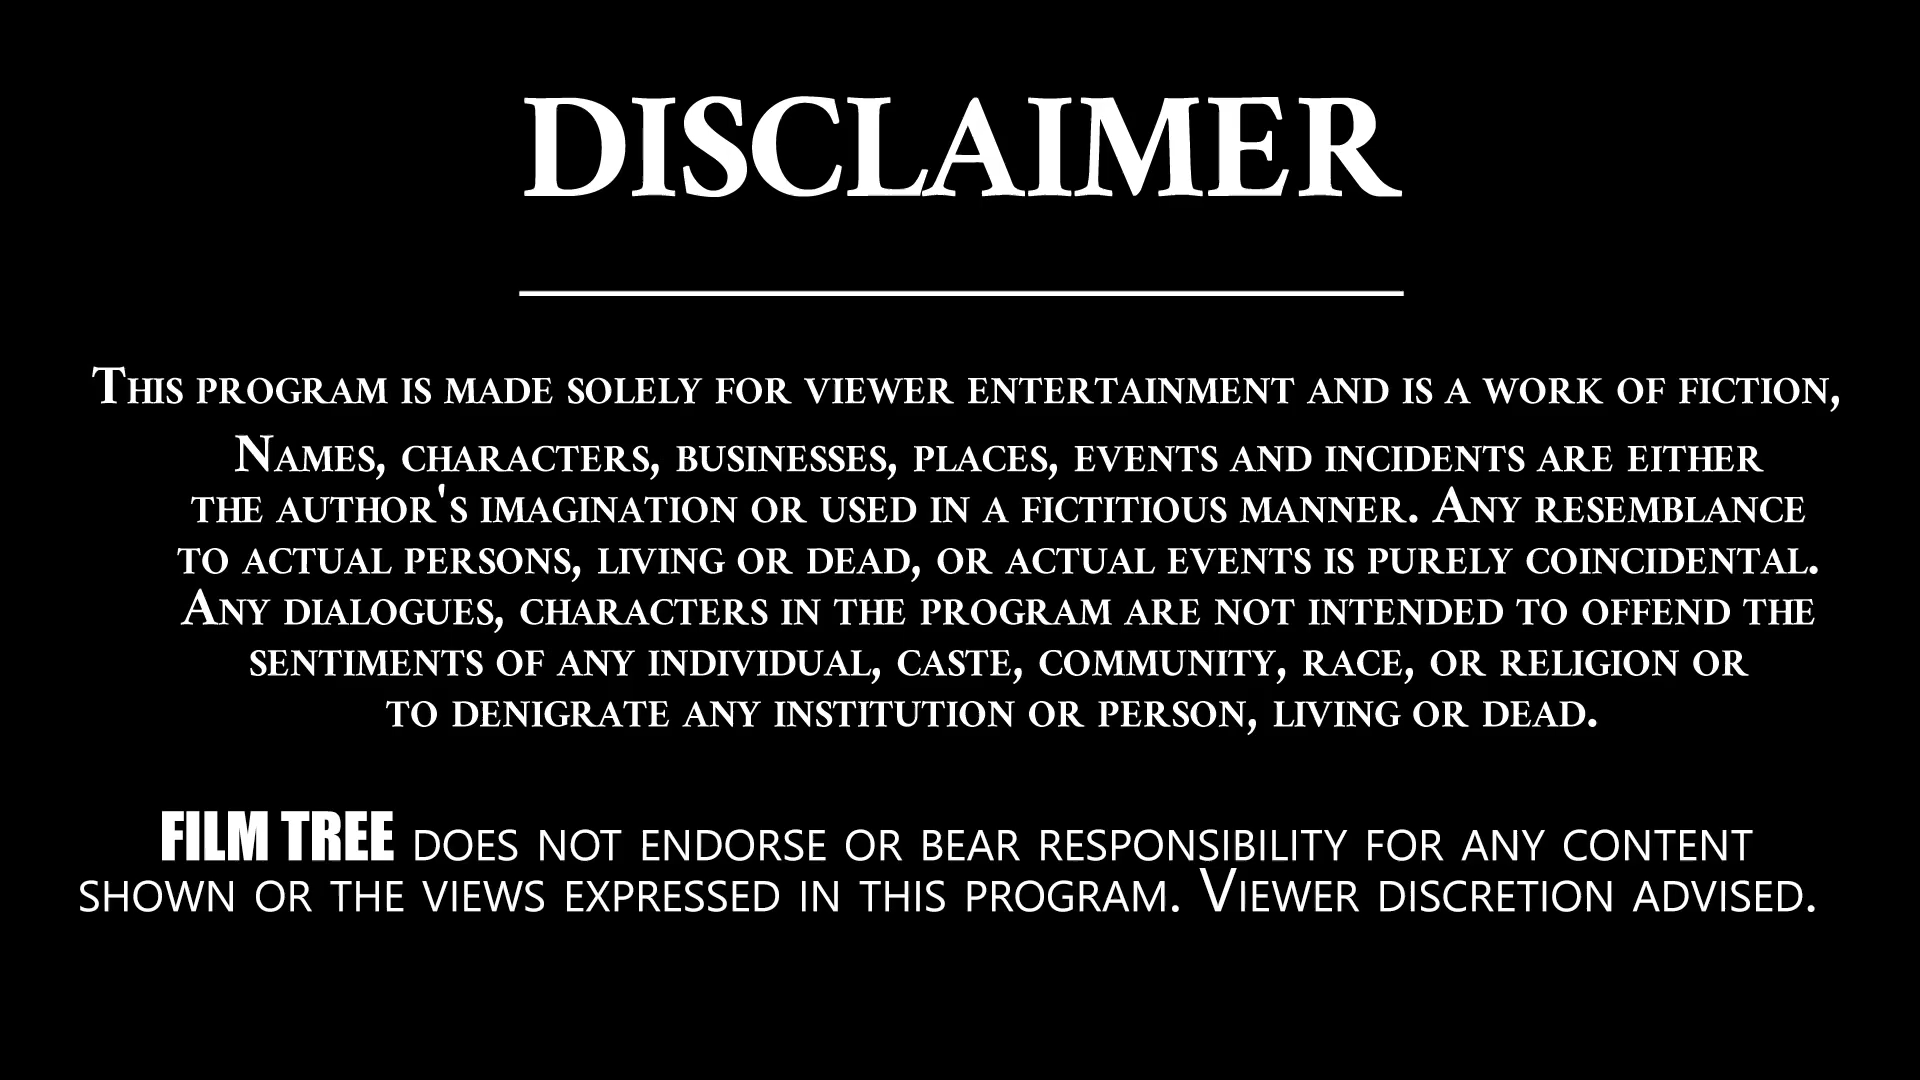 DISCLAIMER
This program is made solely for viewer entertainment and is a work of fiction,
Names, characters, businesses, places, events and incidents are either
the author's imagination or used in a fictitious manner. Any resemblance
to actual persons, living or dead, or actual events is purely coincidental.
Any dialogues, characters in the program are not intended to offend the
sentiments of any individual, caste, community, race, or religion or
to denigrate any institution or person, living or dead.
FILM TREE does not endorse or bear responsibility for any content
shown or the views expressed in this program. Viewer discretion advised.